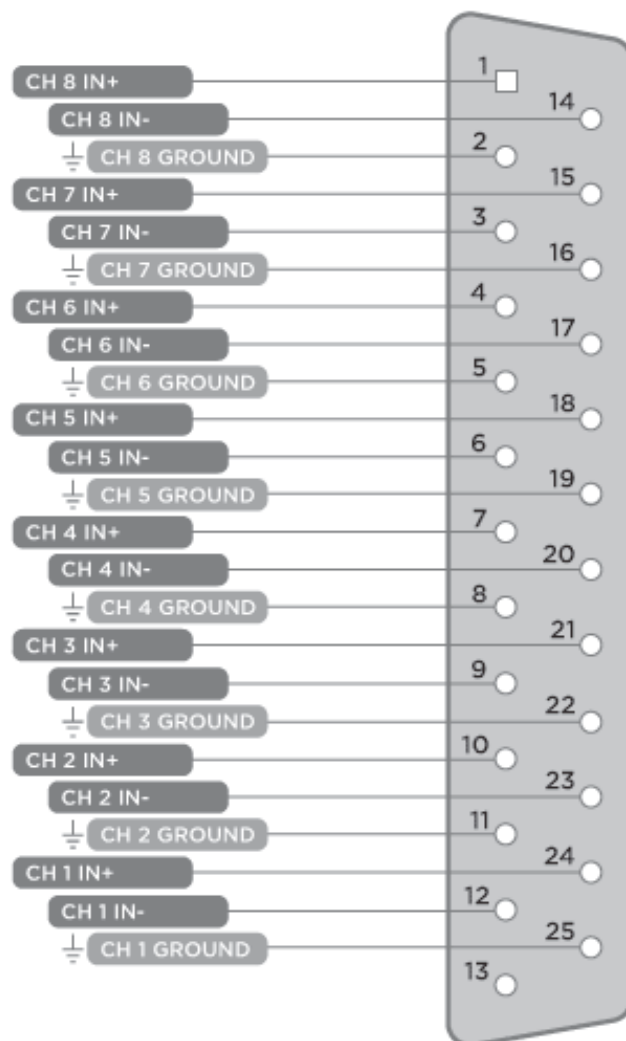 CH 8 IN+ 1
CH 8 IN- 14
CH 8 GROUND 2
CH 7 IN+ 15
CH 7 IN- 3
CH 7 GROUND 16
CH 6 IN+ 4
CH 6 IN- 17
CH 6 GROUND 5
CH 5 IN+ 18
CH 5 IN- 6
CH 5 GROUND 19
CH 4 IN+ 7
CH 4 IN- 20
CH 4 GROUND 8
CH 3 IN+ 21
CH 3 IN- 9
CH 3 GROUND 22
CH 2 IN+ 10
CH 2 IN- 23
CH 2 GROUND 11
CH 1 IN+ 24
CH 1 IN- 12
CH 1 GROUND 25
13